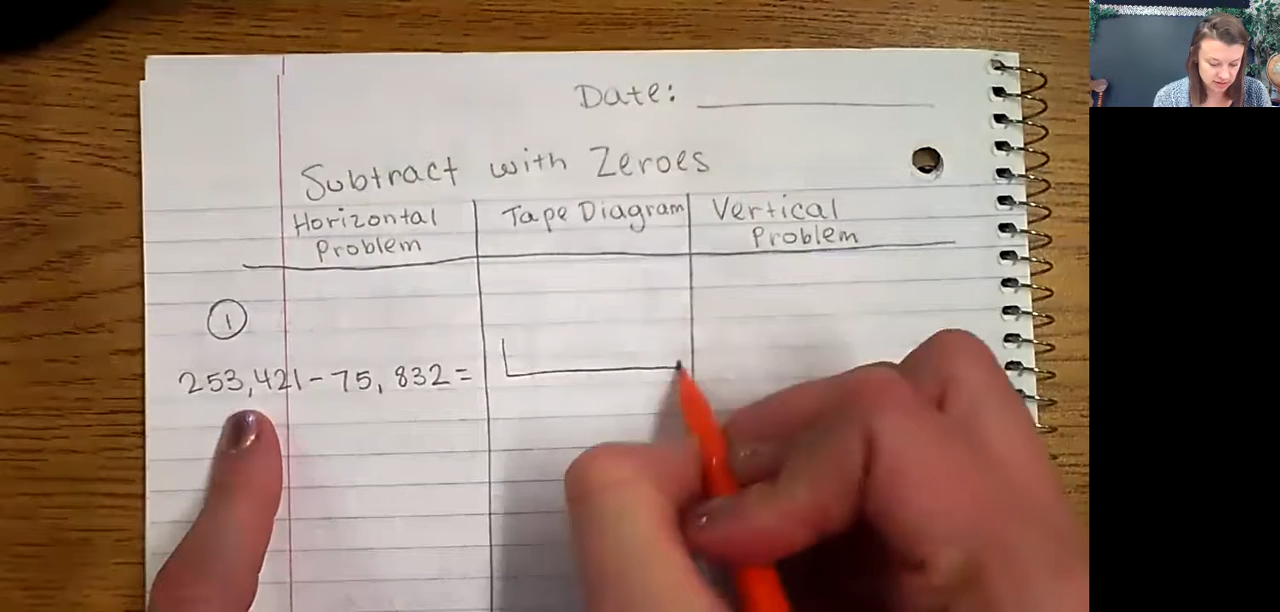 Date:
Subtract with Zeroes
Horizontal Problem
Tape Diagram
Vertical Problem
1
253,421-75,832=